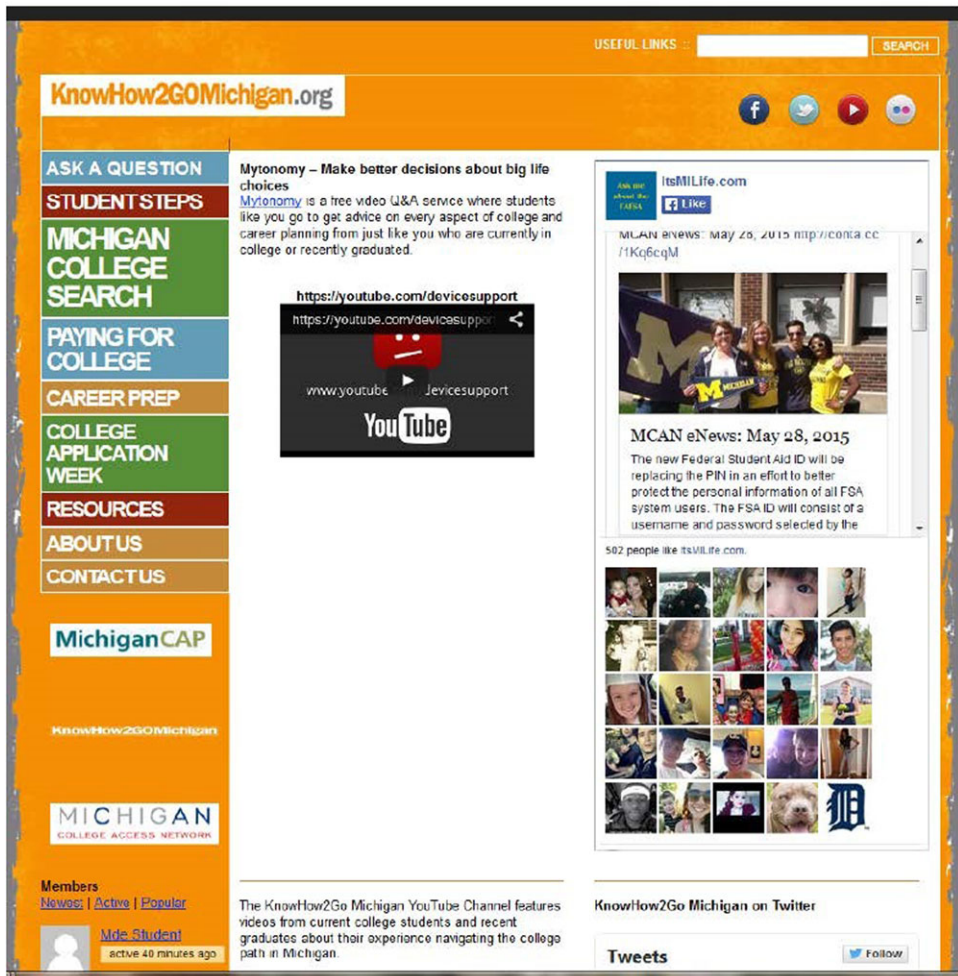 USEFUL LINKS ::
SEARCH
KnowHow2GOMichigan.org
ASK A QUESTION
STUDENT STEPS
MICHIGAN
COLLEGE
SEARCH
PAYING FOR
COLLEGE
CAREER PREP
COLLEGE
APPLICATION
WEEK
RESOURCES
ABOUT US
CONTACT US
MichiganCAP
KnowHow2GOMichigan
MICHIGAN
COLLEGE ACCESS NETWORK
Members
Newest | Active | Popular
Mde Student
active 40 minutes ago
Mytonomy – Make better decisions about big life
choices
Mytonomy is a free video Q&A service where students
like you go to get advice on every aspect of college and
career planning from just like you who are currently in
college or recently graduated.
https://youtube.com/devicesupport
https://youtube.com/devicesuppor
www.youtube devicesupport
YouTube
The KnowHow2Go Michigan YouTube Channel features
videos from current college students and recent
graduates about their experience navigating the college
path in Michigan.
Ask me
about the
FAFSA
ItsMILife.com
Like
MCAN eNews: May 28, 2015 http://conta.cc
/1Kq6cqM
M
M MICHIGAN
MCAN eNews: May 28, 2015
The new Federal Student Aid ID will be
replacing the PIN in an effort to better
protect the personal information of all FSA
system users. The FSA ID will consist of a
username and password selected by the
502 people like ItsMILife.com.
KnowHow2Go Michigan on Twitter
Tweets
Follow